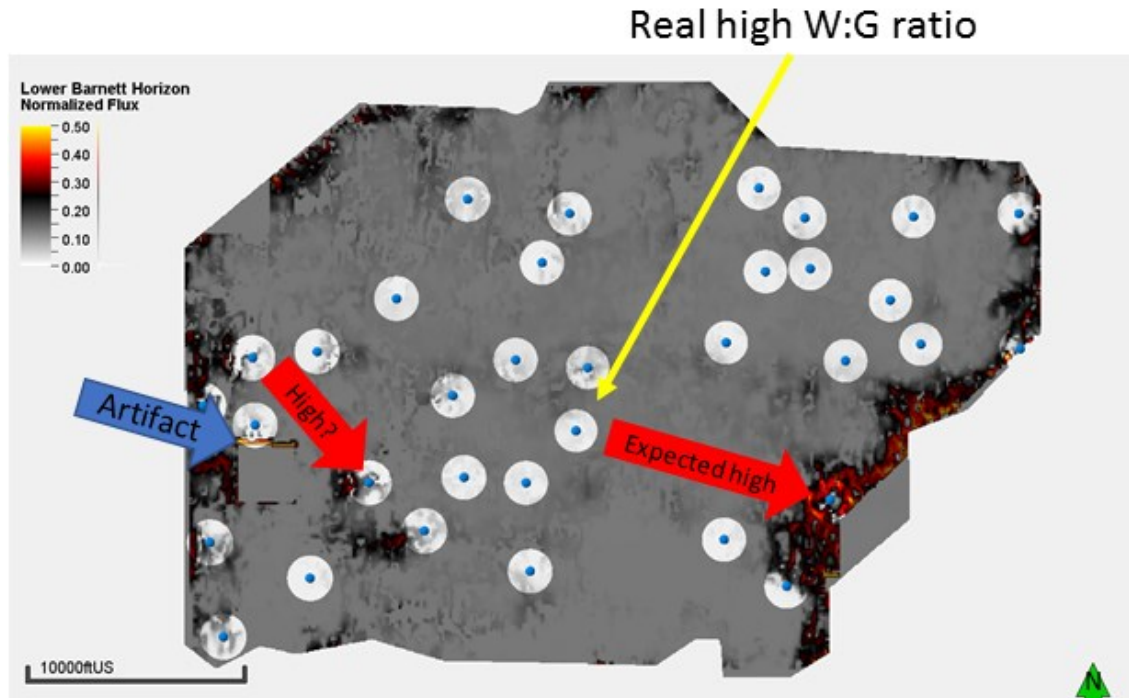 Real high W:G ratio
Lower Barnett Horizon
Normalized Flux
0.50
0.40
0.30
0.20
0.10
0.00
Artifact
High?
Expected high
10000ftUS
N